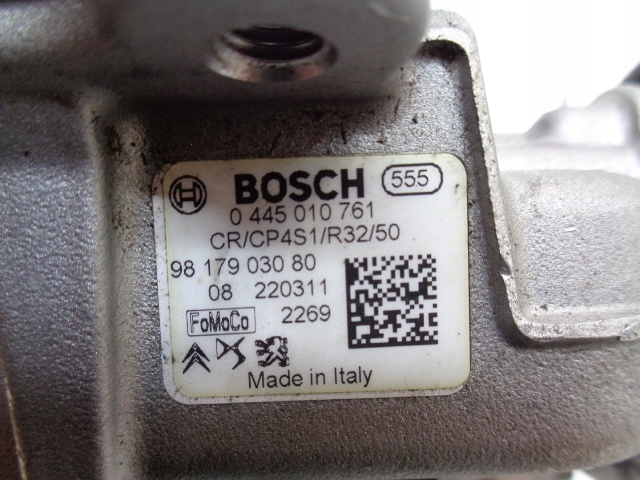 BOSCH 555
0 445 010 761
CR/CP4S1/R32/50
98 179 030 80
08 220311
FoMoCo 2269
Made in Italy